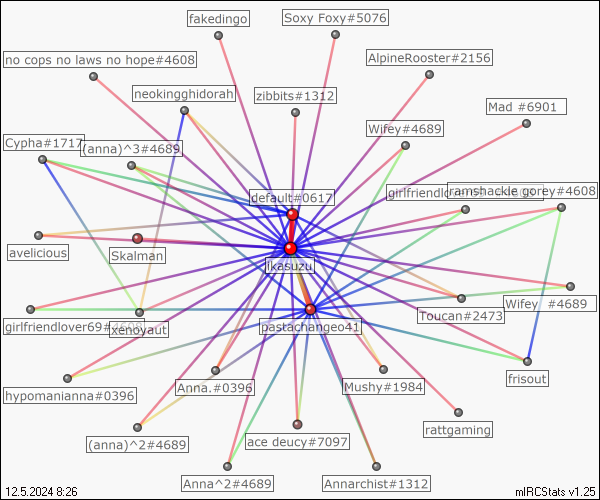 fakedingo
Soxy Foxy#5076
no cops no laws no hope#4608
AlpineRooster#2156
neokingghidorah
zibbits#1312
Mad #6901
Wifey#4689
Cypha#1717
(anna)^3#4689
default#0617
girlfriendlo
ramshackle gorey#4608
avelicious
Skalman
ikasuzu
Wifey #4689
Toucan#2473
girlfriendlover69#4608
xenoyaut
pastachangeo41
frisout
hypomanianna#0396
Anna.#0396
Mushy#1984
rattgaming
(anna)^2#4689
ace deucy#7097
Anna^2#4689
Annarchist#1312
12.5.2024 8:26
mIRCStats v1.25